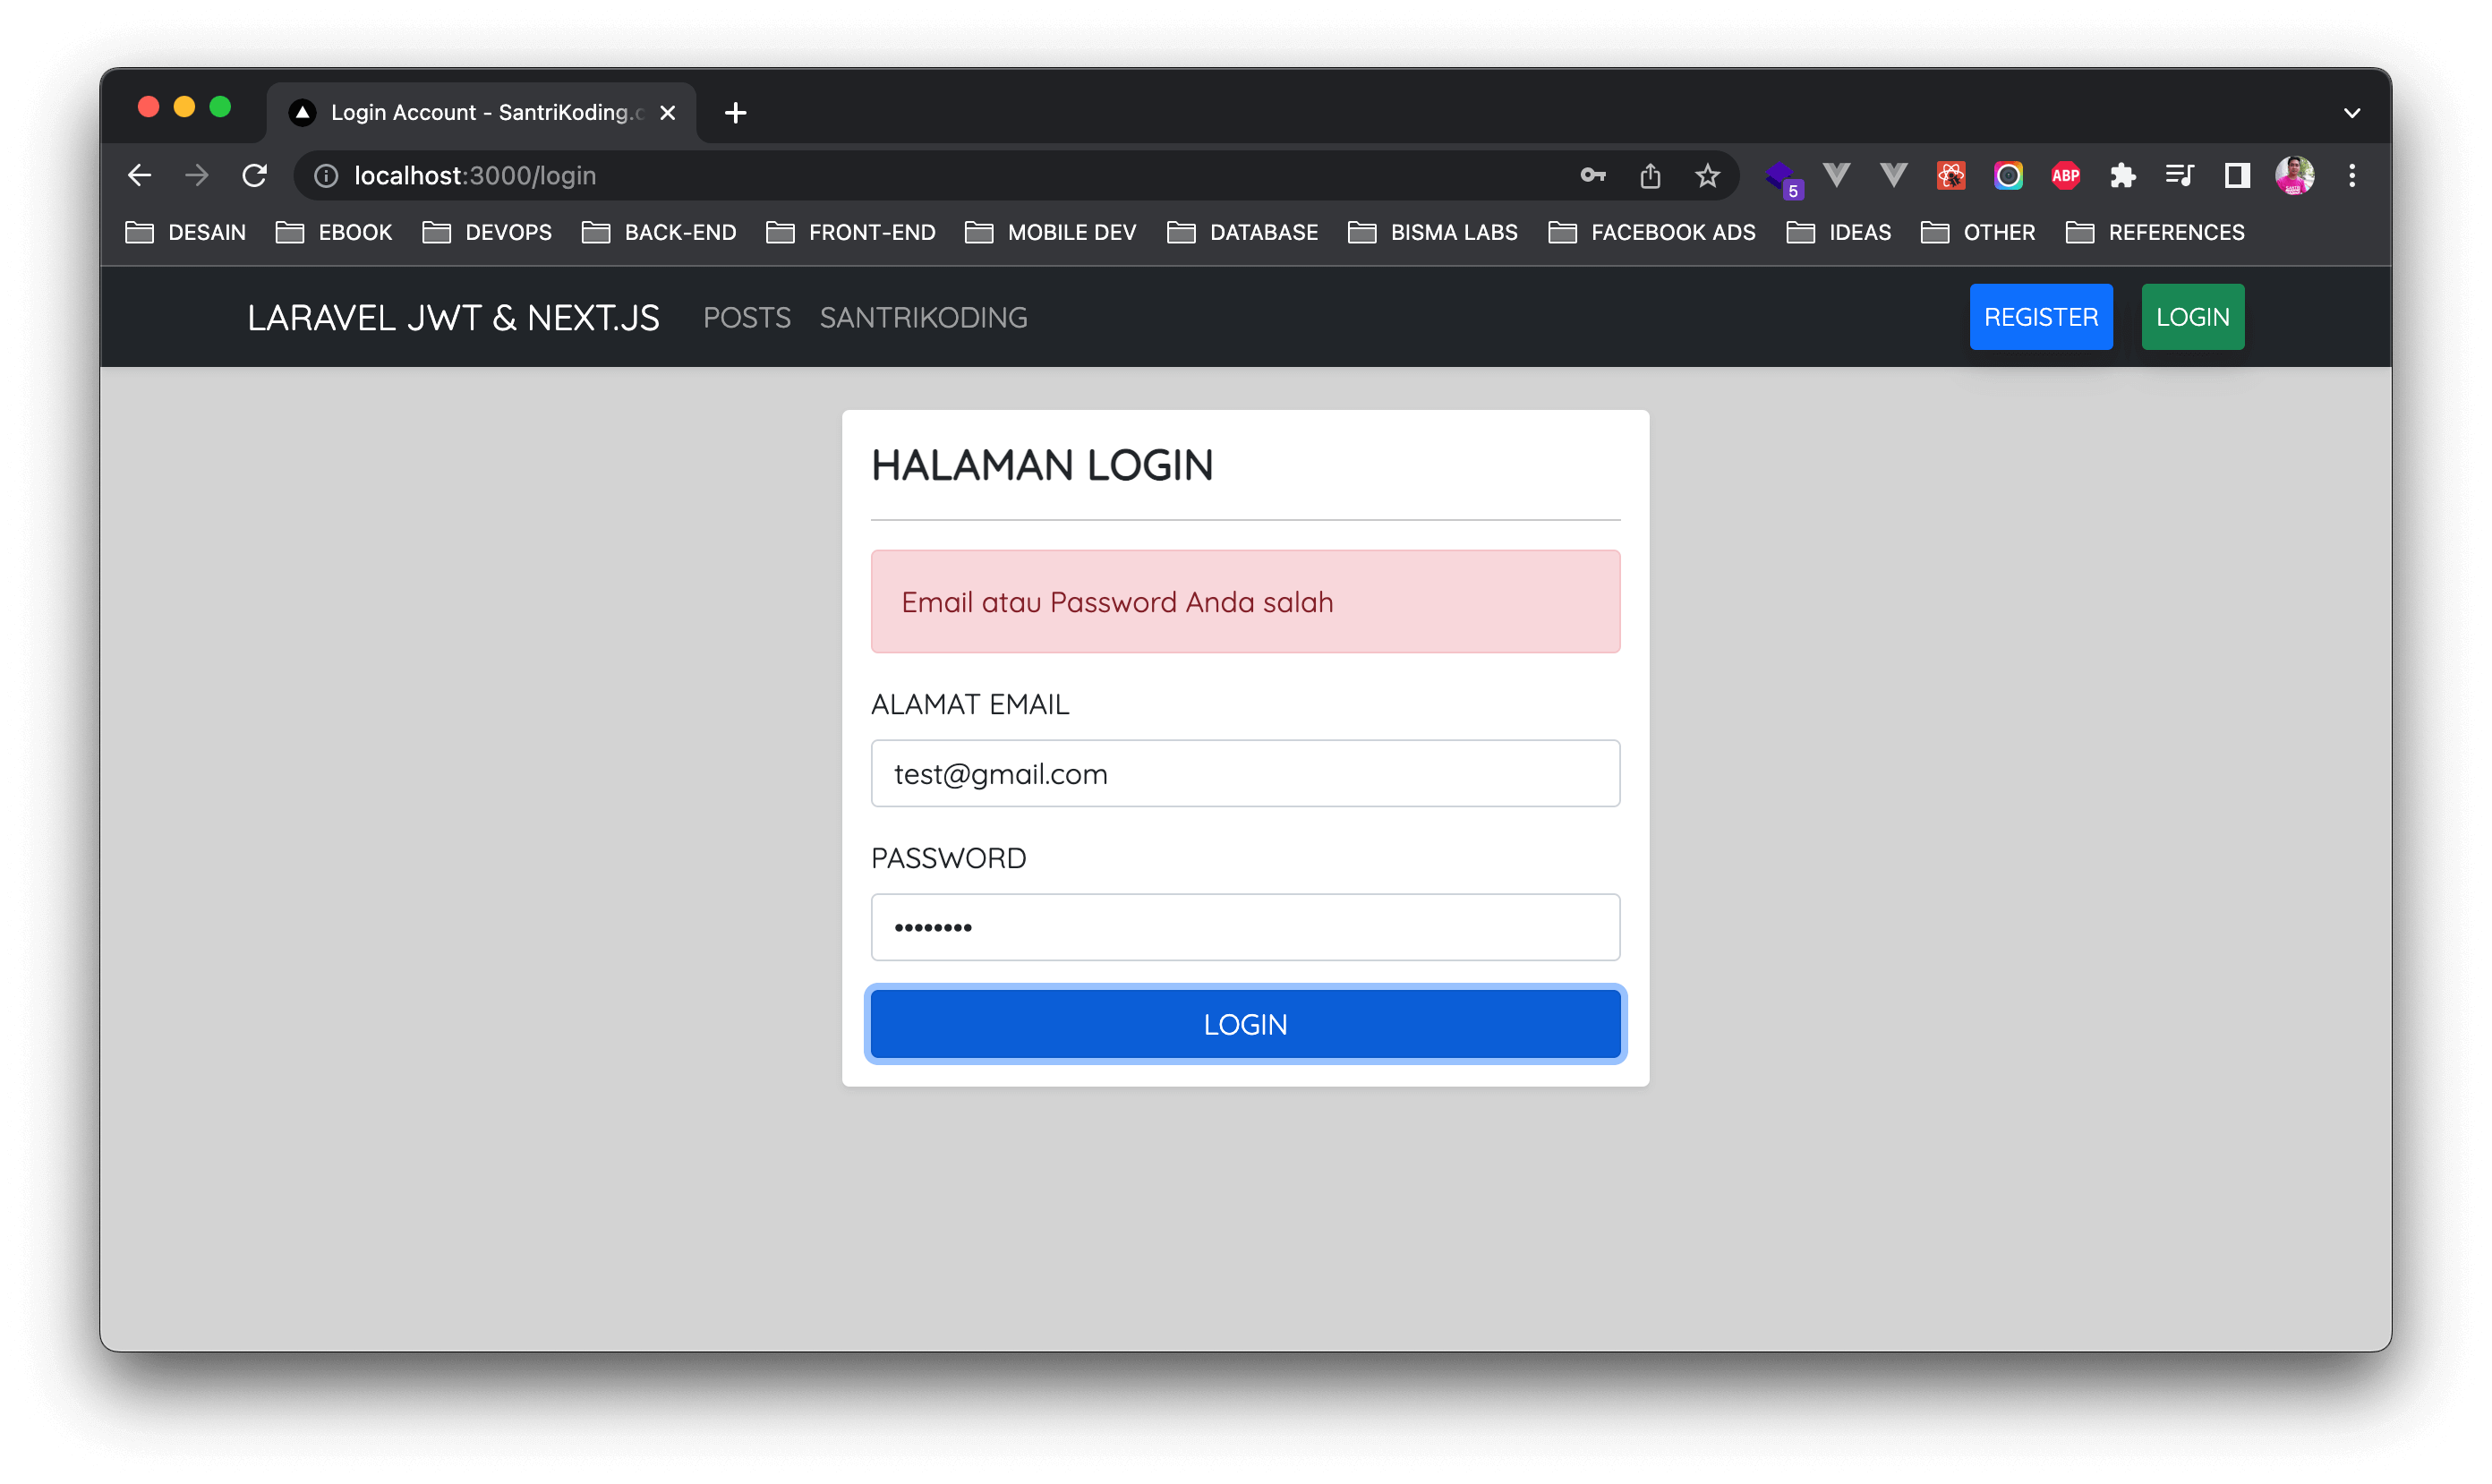 Login Account - SantriKoding.c
localhost:3000/login
5
ABP
DESAIN EBOOK DEVOPS BACK-END FRONT-END MOBILE DEV DATABASE BISMA LABS FACEBOOK ADS IDEAS OTHER REFERENCES
LARAVEL JWT & NEXT.JS POSTS SANTRIKODING REGISTER LOGIN
HALAMAN LOGIN
Email atau Password Anda salah
ALAMAT EMAIL
test@gmail.com
PASSWORD
••••••••
LOGIN